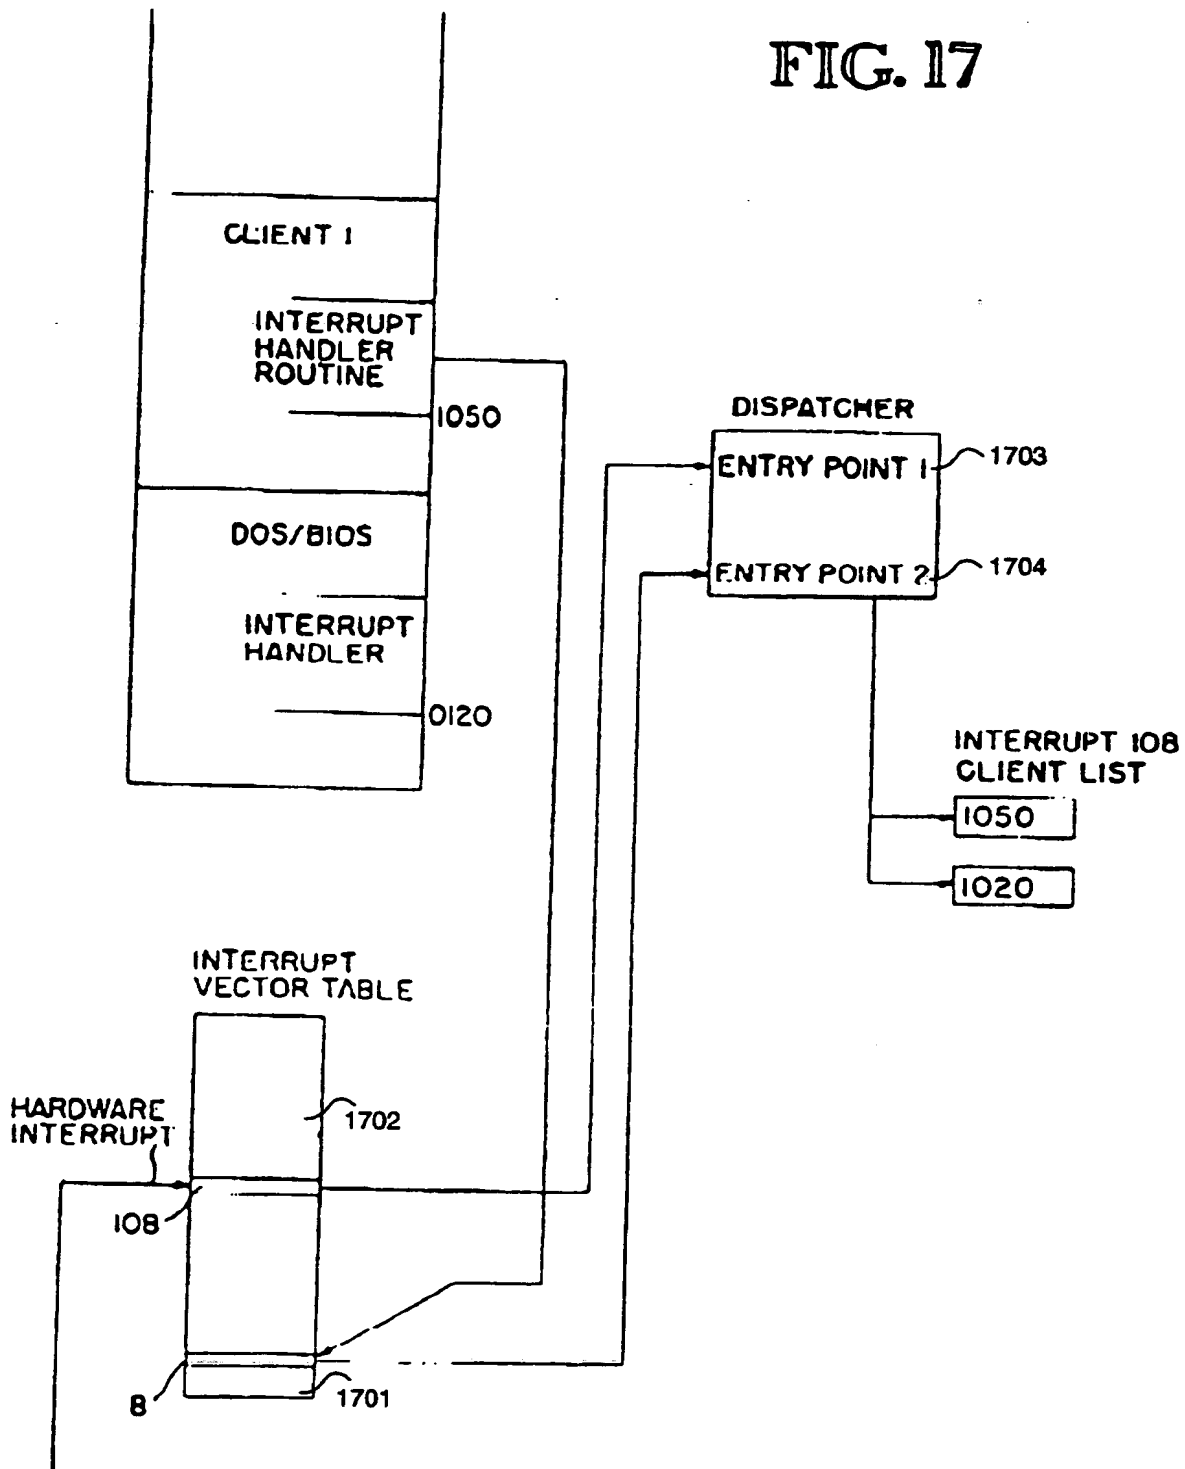 FIG. 17
CLIENT 1
INTERRUPT
HANDLER
ROUTINE
1050
DOS/BIOS
INTERRUPT
HANDLER
0120
DISPATCHER
ENTRY POINT 1
1703
ENTRY POINT 2
1704
INTERRUPT 108
CLIENT LIST
1050
1020
INTERRUPT
VECTOR TABLE
HARDWARE
INTERRUPT
1702
108
8
1701